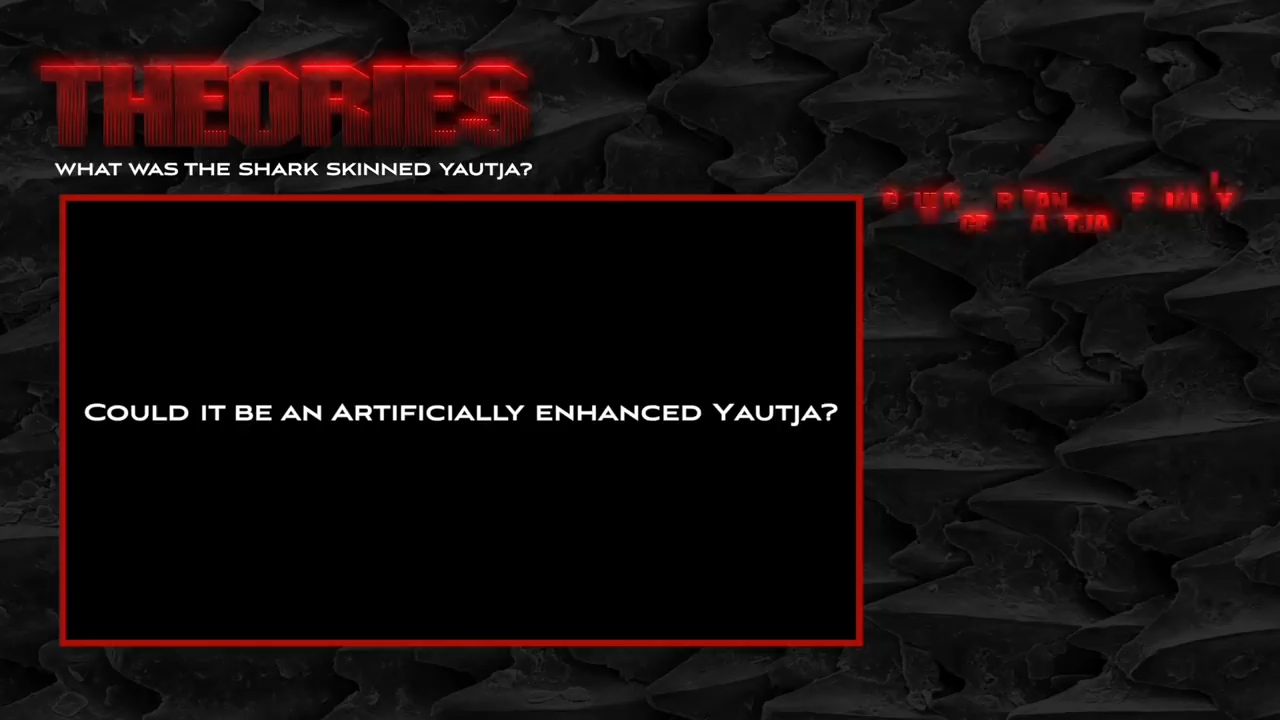 THEORIES
WHAT WAS THE SHARK SKINNED YAUTJA?
COULD IT BE AN ARTIFICIALLY ENHANCED YAUTJA?